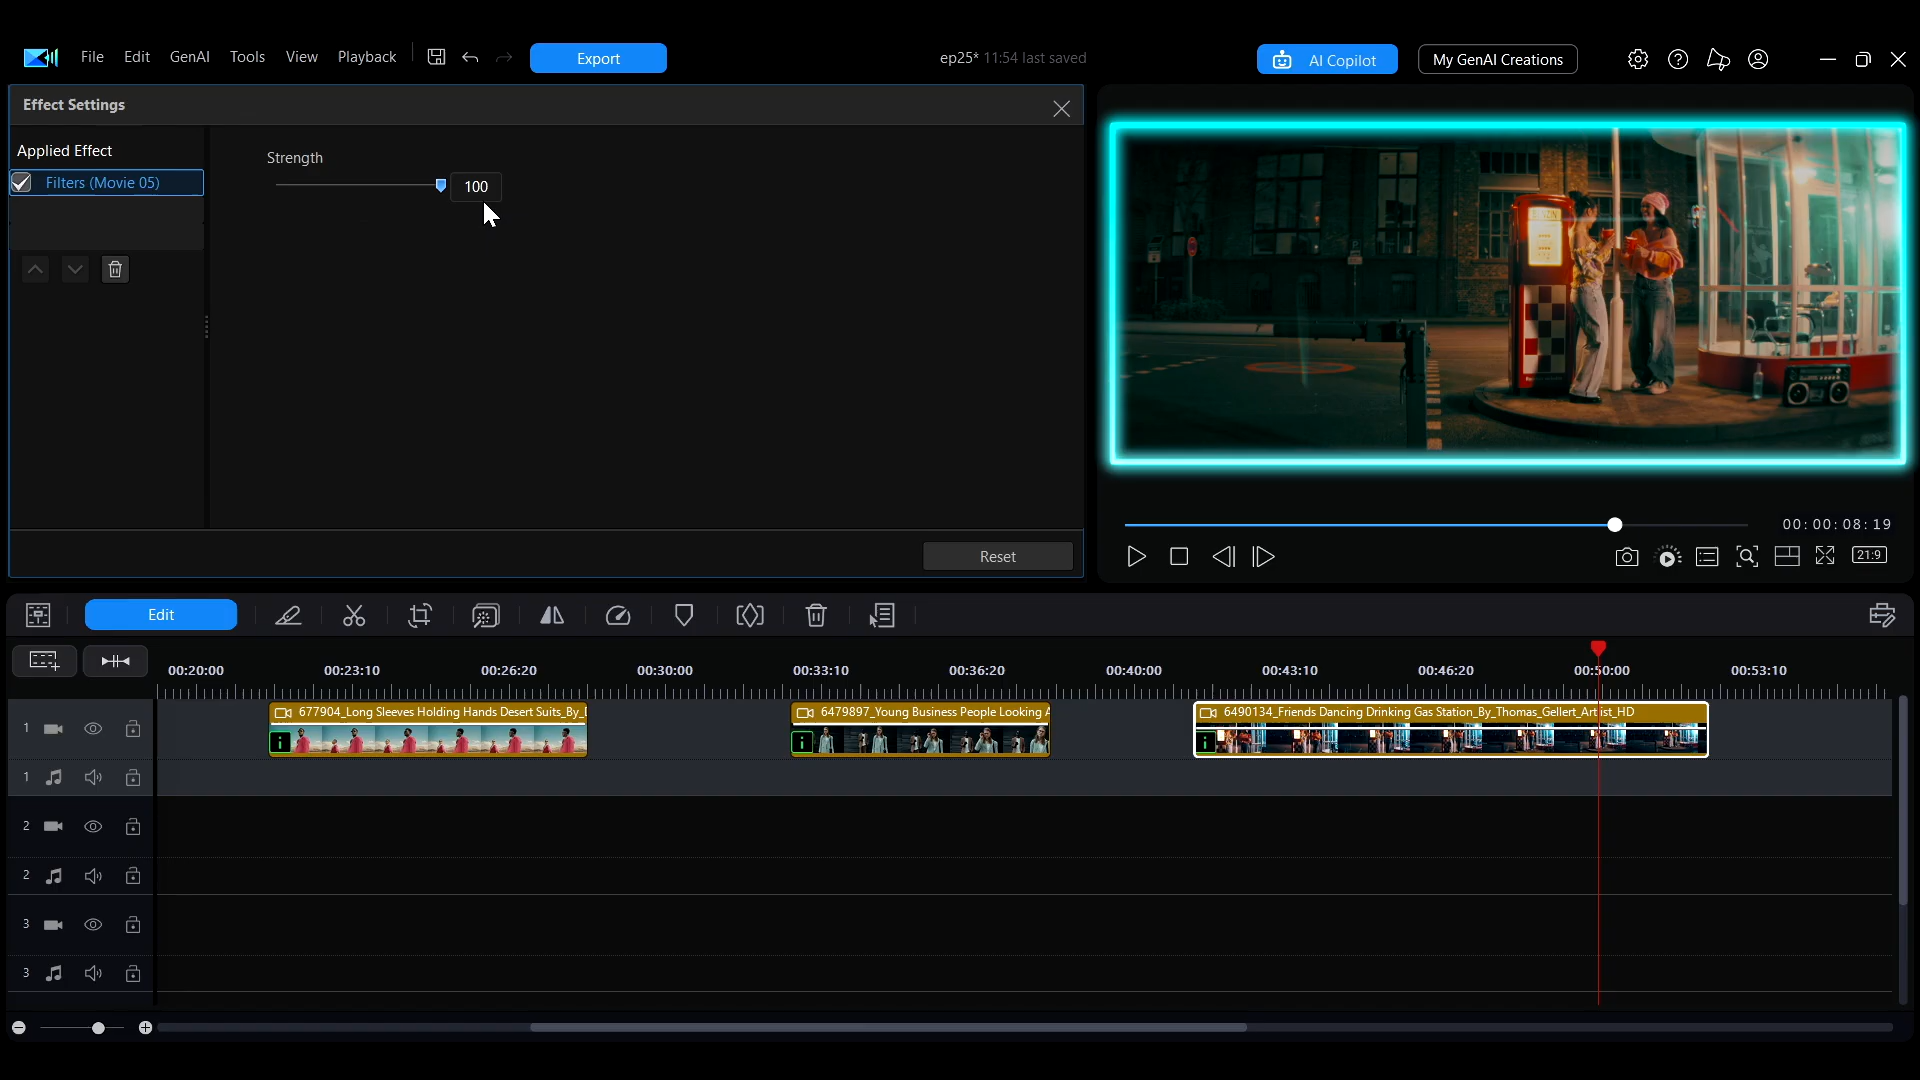 File Edit GenAI Tools View Playback Export ep25* 11:54 last saved AI Copilot My GenAI Creations
Effect Settings
Applied Effect
Filters (Movie 05)
Strength
100
Reset
00:00:08:19
21:9
Edit
00:20:00 00:23:10 00:26:20 00:30:00 00:33:10 00:36:20 00:40:00 00:43:10 00:46:20 00:50:00 00:53:10
1 677904_Long Sleeves Holding Hands Desert Suits_By_ 6479897_Young Business People Looking 6490134_Friends Dancing Drinking Gas Station_By_Thomas_Gellert_Artist_HD
i i i
1
2
2
3
3